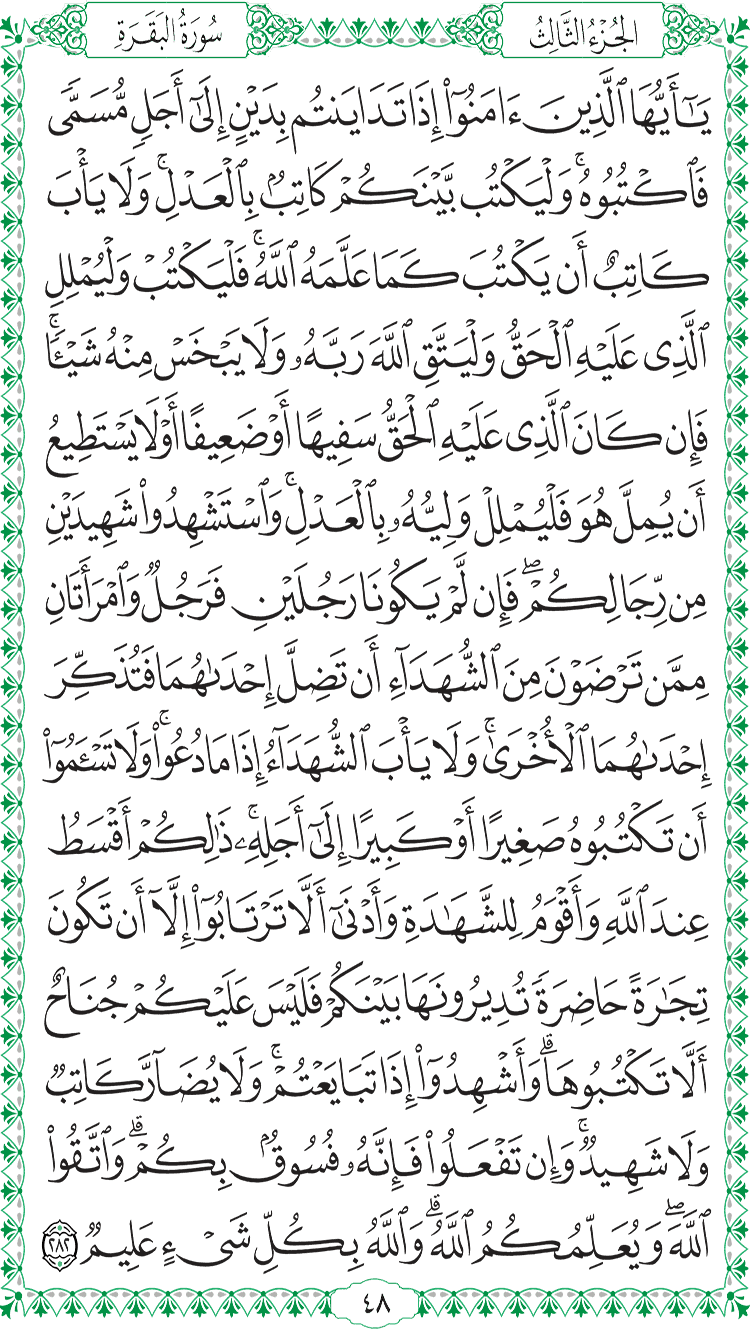 الجُزْءُ الثَّالِثُ
سُورَةُ البَقَرَةِ
يَٰٓأَيُّهَا ٱلَّذِينَ ءَامَنُوٓاْ إِذَا تَدَايَنتُم بِدَيْنٍ إِلَىٰٓ أَجَلٖ مُّسَمّٗى
فَٱكْتُبُوهُۚ وَلْيَكْتُب بَّيْنَكُمْ كَاتِبُۢ بِٱلْعَدْلِۚ وَلَا يَأْبَ
كَاتِبٌ أَن يَكْتُبَ كَمَا عَلَّمَهُ ٱللَّهُۚ فَلْيَكْتُبْ وَلْيُمْلِلِ
ٱلَّذِى عَلَيْهِ ٱلْحَقُّ وَلْيَتَّقِ ٱللَّهَ رَبَّهُۥ وَلَا يَبْخَسْ مِنْهُ شَيْـًٔاۚ
فَإِن كَانَ ٱلَّذِى عَلَيْهِ ٱلْحَقُّ سَفِيهًا أَوْ ضَعِيفًا أَوْ لَا يَسْتَطِيعُ
أَن يُمِلَّ هُوَ فَلْيُمْلِلْ وَلِيُّهُۥ بِٱلْعَدْلِۚ وَٱسْتَشْهِدُواْ شَهِيدَيْنِ
مِن رِّجَالِكُمْۖ فَإِن لَّمْ يَكُونَا رَجُلَيْنِ فَرَجُلٌ وَٱمْرَأَتَانِ
مِمَّن تَرْضَوْنَ مِنَ ٱلشُّهَدَآءِ أَن تَضِلَّ إِحْدَىٰهُمَا فَتُذَكِّرَ
إِحْدَىٰهُمَا ٱلْأُخْرَىٰۚ وَلَا يَأْبَ ٱلشُّهَدَآءُ إِذَا مَا دُعُواْۚ وَلَا تَسْـَٔمُوٓاْ
أَن تَكْتُبُوهُ صَغِيرًا أَوْ كَبِيرًا إِلَىٰٓ أَجَلِهِۦۚ ذَٰلِكُمْ أَقْسَطُ
عِندَ ٱللَّهِ وَأَقْوَمُ لِلشَّهَٰدَةِ وَأَدْنَىٰٓ أَلَّا تَرْتَابُوٓاْ إِلَّآ أَن تَكُونَ
تِجَٰرَةً حَاضِرَةً تُدِيرُونَهَا بَيْنَكُمْ فَلَيْسَ عَلَيْكُمْ جُنَاحٌ
أَلَّا تَكْتُبُوهَاۗ وَأَشْهِدُوٓاْ إِذَا تَبَايَعْتُمْۚ وَلَا يُضَآرَّ كَاتِبٌ
وَلَا شَهِيدٌۚ وَإِن تَفْعَلُواْ فَإِنَّهُۥ فُسُوقُۢ بِكُمْۗ وَٱتَّقُواْ
ٱللَّهَۖ وَيُعَلِّمُكُمُ ٱللَّهُۗ وَٱللَّهُ بِكُلِّ شَىْءٍ عَلِيمٌ ٢٨٢
٤٨